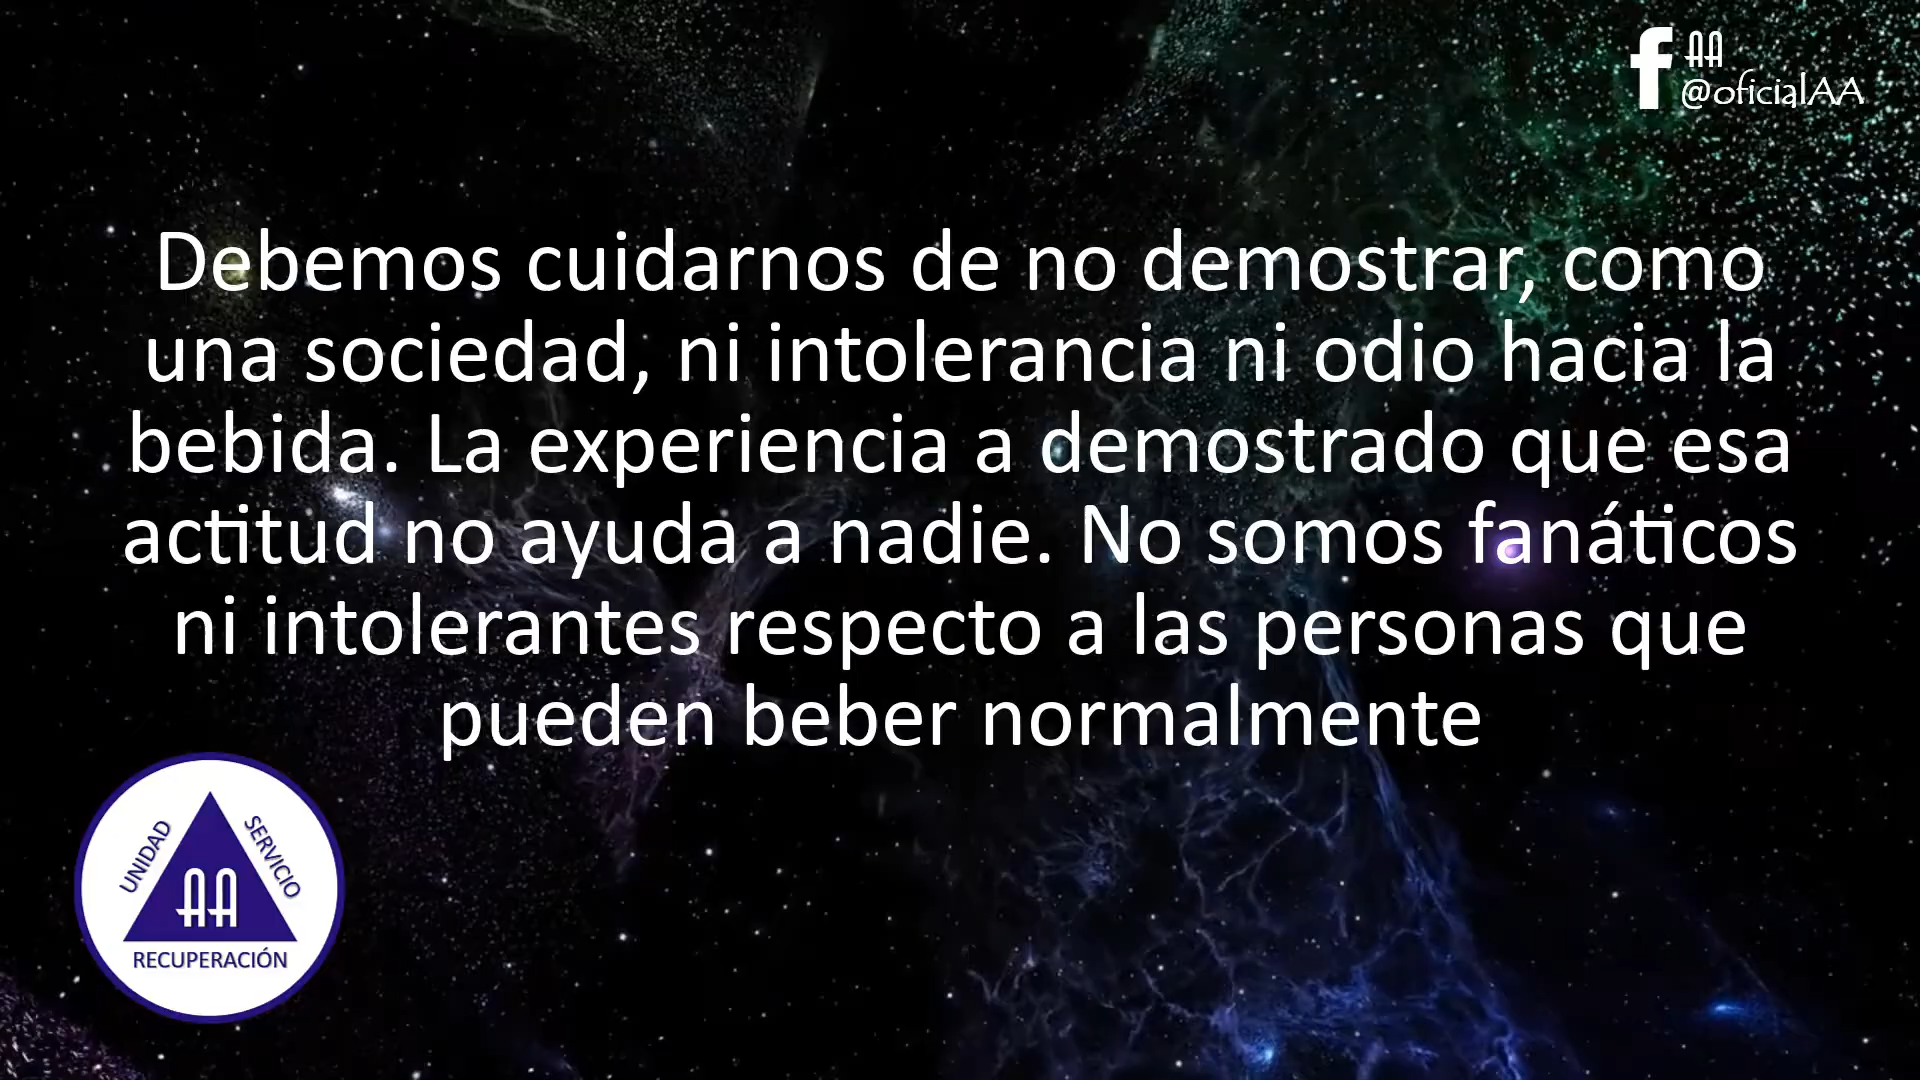 f AA
@oficialAA
Debemos cuidarnos de no demostrar, como
una sociedad, ni intolerancia ni odio hacia la
bebida. La experiencia a demostrado que esa
actitud no ayuda a nadie. No somos fanáticos
ni intolerantes respecto a las personas que
pueden beber normalmente
UNIDAD
SERVICIO
AA
RECUPERACIÓN